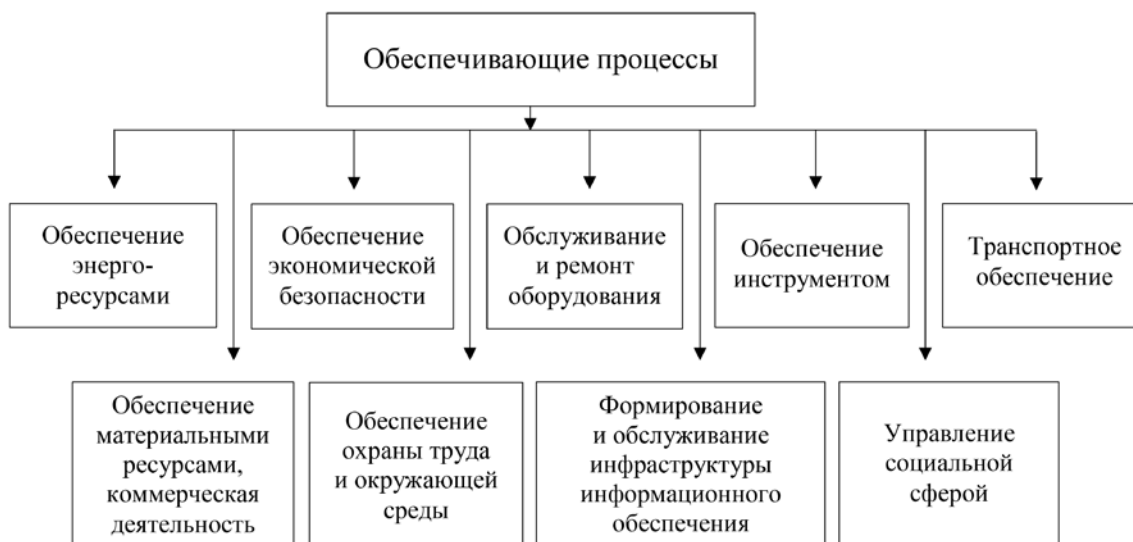 Обеспечивающие процессы
Обеспечение
энерго-
ресурсами
Обеспечение
экономической
безопасности
Обслуживание
и ремонт
оборудования
Обеспечение
инструментом
Транспортное
обеспечение
Обеспечение
материальными
ресурсами,
коммерческая
деятельность
Обеспечение
охраны труда
и окружающей
среды
Формирование
и обслуживание
инфраструктуры
информационного
обеспечения
Управление
социальной
сферой